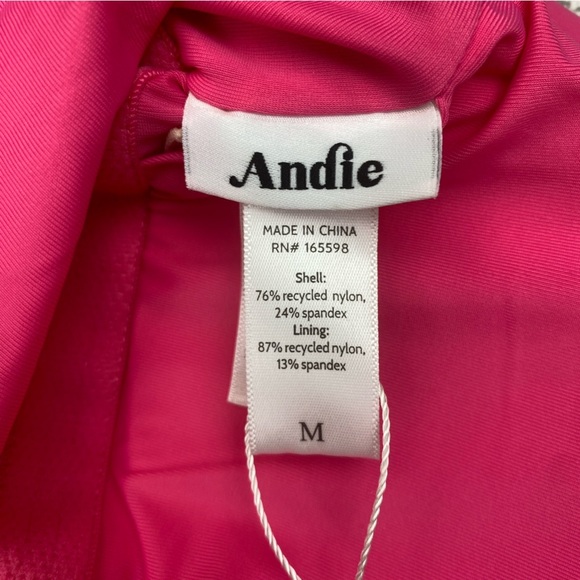 Andie
MADE IN CHINA
RN# 165598
Shell:
76% recycled nylon,
24% spandex
Lining:
87% recycled nylon,
13% spandex
M